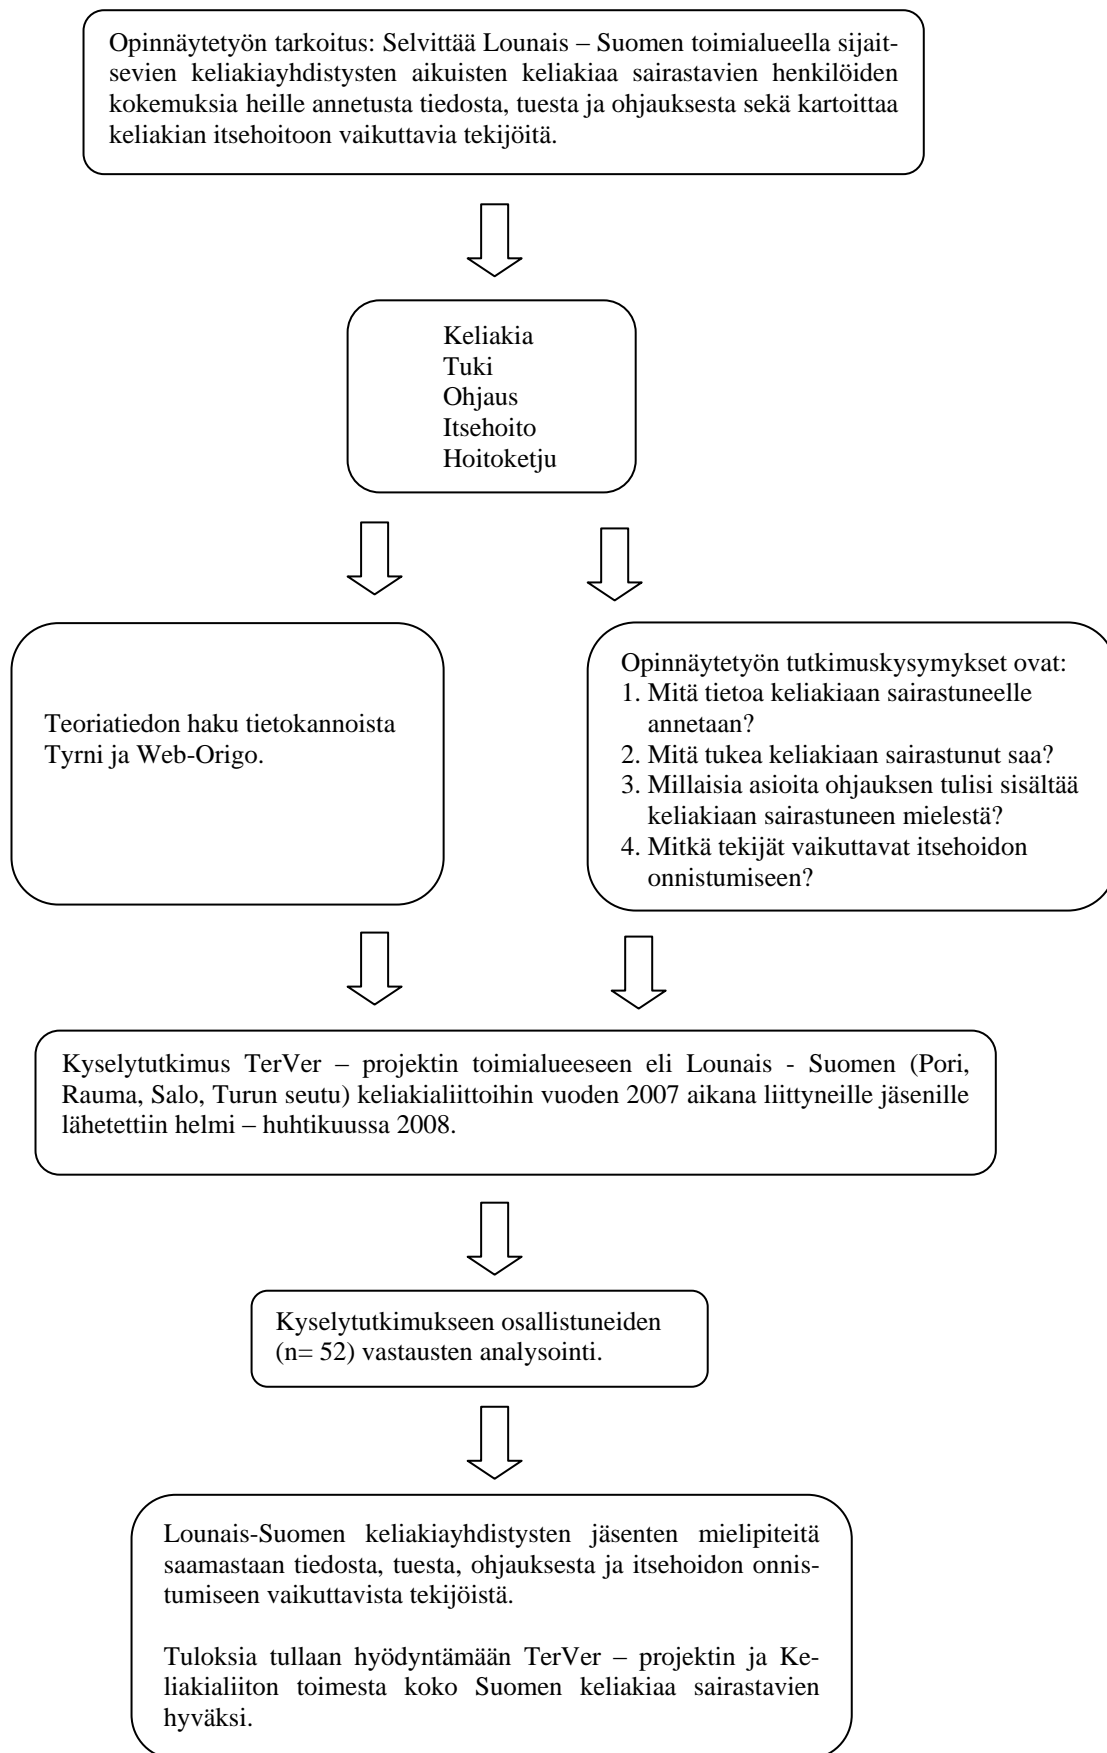 Opinnäytetyön tarkoitus: Selvittää Lounais – Suomen toimialueella sijait-
sevien keliakiayhdistysten aikuisten keliakiaa sairastavien henkilöiden
kokemuksia heille annetusta tiedosta, tuesta ja ohjauksesta sekä kartoittaa
keliakian itsehoitoon vaikuttavia tekijöitä.
Keliakia
Tuki
Ohjaus
Itsehoito
Hoitoketju
Teoriatiedon haku tietokannoista
Tyrni ja Web-Origo.
Opinnäytetyön tutkimuskysymykset ovat:
1. Mitä tietoa keliakiaan sairastuneelle
annetaan?
2. Mitä tukea keliakiaan sairastunut saa?
3. Millaisia asioita ohjauksen tulisi sisältää
keliakiaan sairastuneen mielestä?
4. Mitkä tekijät vaikuttavat itsehoidon
onnistumiseen?
Kyselytutkimus TerVer – projektin toimialueeseen eli Lounais - Suomen (Pori,
Rauma, Salo, Turun seutu) keliakialiittoihin vuoden 2007 aikana liittyneille jäsenille
lähetettiin helmi – huhtikuussa 2008.
Kyselytutkimukseen osallistuneiden
(n= 52) vastausten analysointi.
Lounais-Suomen keliakiayhdistysten jäsenten mielipiteitä
saamastaan tiedosta, tuesta, ohjauksesta ja itsehoidon onnis-
tumiseen vaikuttavista tekijöistä.
Tuloksia tullaan hyödyntämään TerVer – projektin ja Ke-
liakialiiton toimesta koko Suomen keliakiaa sairastavien
hyväksi.